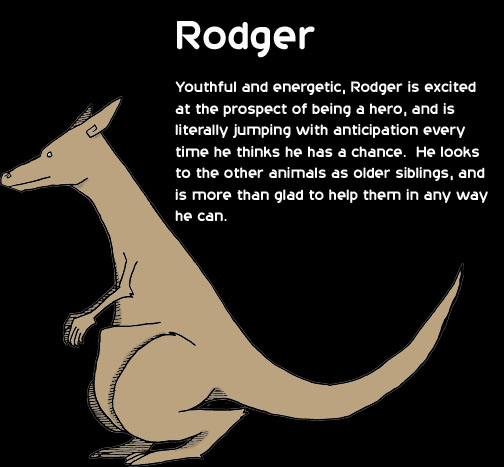 Rodger
Youthful and energetic, Rodger is excited
at the prospect of being a hero, and is
literally jumping with anticipation every
time he thinks he has a chance.  He looks
to the other animals as older siblings, and
is more than glad to help them in any way
he can.